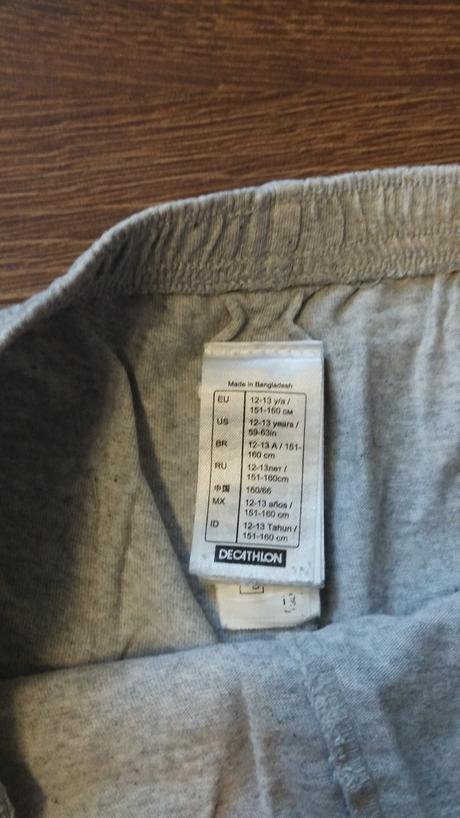 Made in Bangladesh
EU 12-13 y/a /
151-160 см
US 12-13 years /
59-63in
BR 12-13 A / 151-
160 cm
RU 12-13лет /
151-160cm
中国 160/66
MX 12-13 años /
151-160 cm
ID 12-13 Tahun /
151-160 cm
DECATHLON